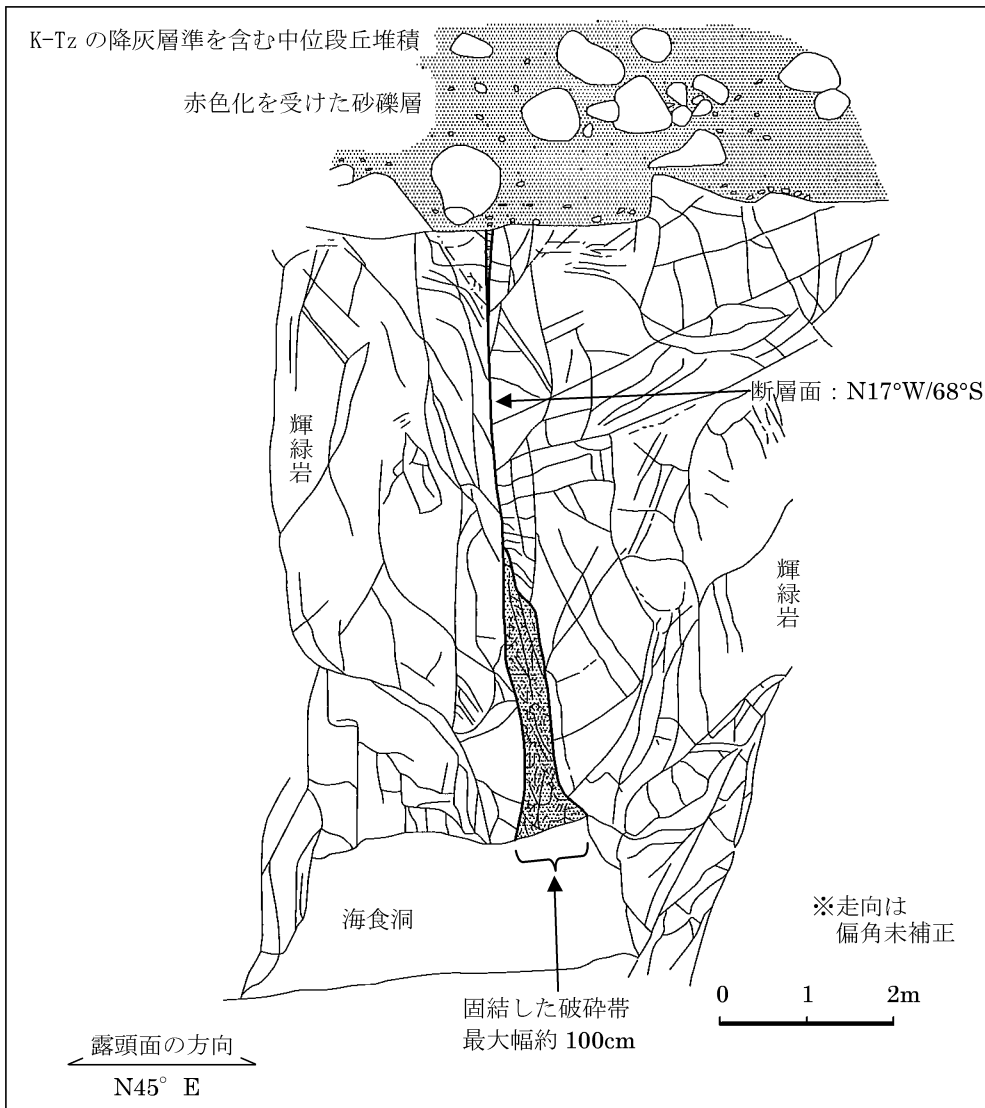 K-Tz の降灰層準を含む中位段丘堆積
赤色化を受けた砂礫層
断層面：N17°W/68°S
輝緑岩
輝緑岩
海食洞
※走向は
偏角未補正
固結した破砕帯
最大幅約 100cm
0 1 2m
露頭面の方向
N45° E